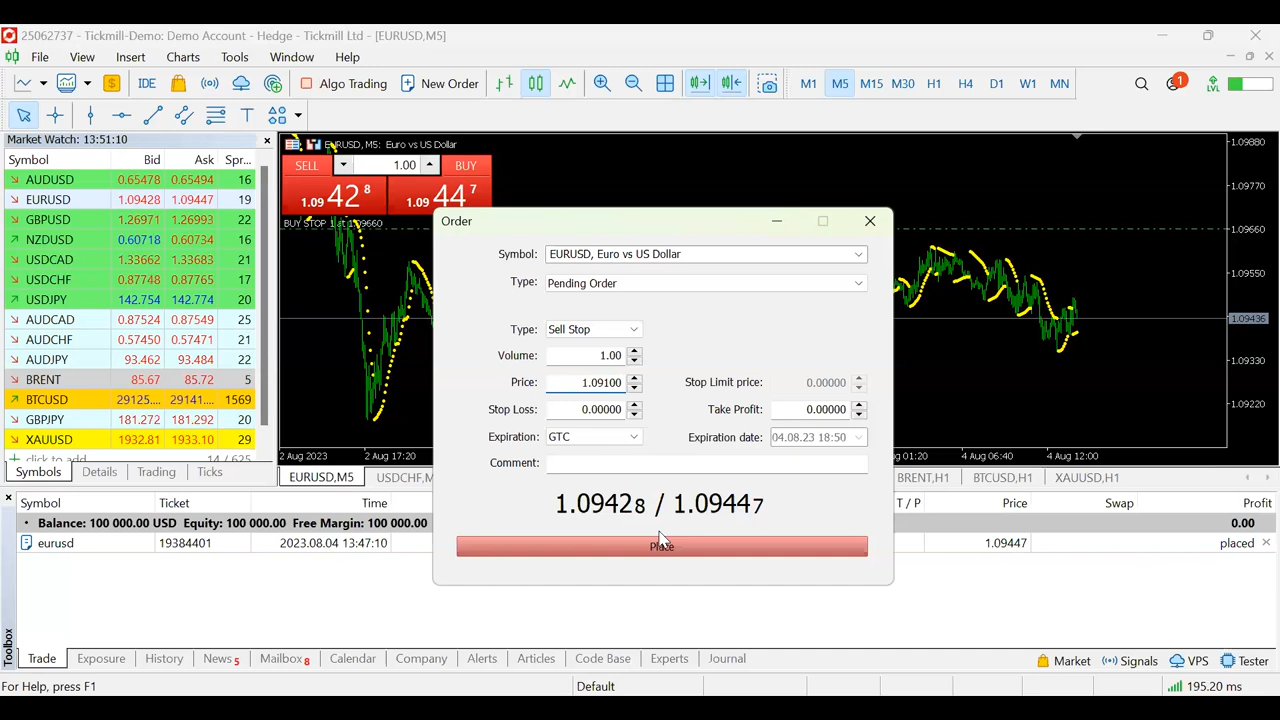 25062737 - Tickmill-Demo: Demo Account - Hedge - Tickmill Ltd - [EURUSD,M5]
File View Insert Charts Tools Window Help
IDE Algo Trading New Order M1 M5 M15 M30 H1 H4 D1 W1 MN 1 LVL
Market Watch: 13:51:10
Symbol Bid Ask Spr...
AUDUSD 0.65478 0.65494 16
EURUSD 1.09428 1.09447 19
GBPUSD 1.26971 1.26993 22
NZDUSD 0.60718 0.60734 16
USDCAD 1.33662 1.33683 21
USDCHF 0.87748 0.87765 17
USDJPY 142.754 142.774 20
AUDCAD 0.87524 0.87549 25
AUDCHF 0.57450 0.57471 21
AUDJPY 93.462 93.484 22
BRENT 85.67 85.72 5
BTCUSD 29125.... 29141.... 1569
GBPJPY 181.272 181.292 20
XAUUSD 1932.81 1933.10 29
click to add 14 / 625
Symbols Details Trading Ticks
EURUSD, M5: Euro vs US Dollar
SELL 1.00 BUY
1.09 42 8 1.09 44 7
BUY STOP 1 at 1.09660
1.09880
1.09770
1.09660
1.09550
1.09436
1.09330
1.09220
2 Aug 2023 2 Aug 17:20 01:20 4 Aug 06:40 4 Aug 12:00
EURUSD,M5 USDCHF,M BRENT,H1 BTCUSD,H1 XAUUSD,H1
Order
Symbol: EURUSD, Euro vs US Dollar
Type: Pending Order
Type: Sell Stop
Volume: 1.00
Price: 1.09100 Stop Limit price: 0.00000
Stop Loss: 0.00000 Take Profit: 0.00000
Expiration: GTC Expiration date: 04.08.23 18:50
Comment:
1.09428 / 1.09447
Place
Symbol Ticket Time T / P Price Swap Profit
Balance: 100 000.00 USD Equity: 100 000.00 Free Margin: 100 000.00 0.00
eurusd 19384401 2023.08.04 13:47:10 1.09447 placed
Toolbox
Trade Exposure History News 5 Mailbox 8 Calendar Company Alerts Articles Code Base Experts Journal Market Signals VPS Tester
For Help, press F1 Default 195.20 ms